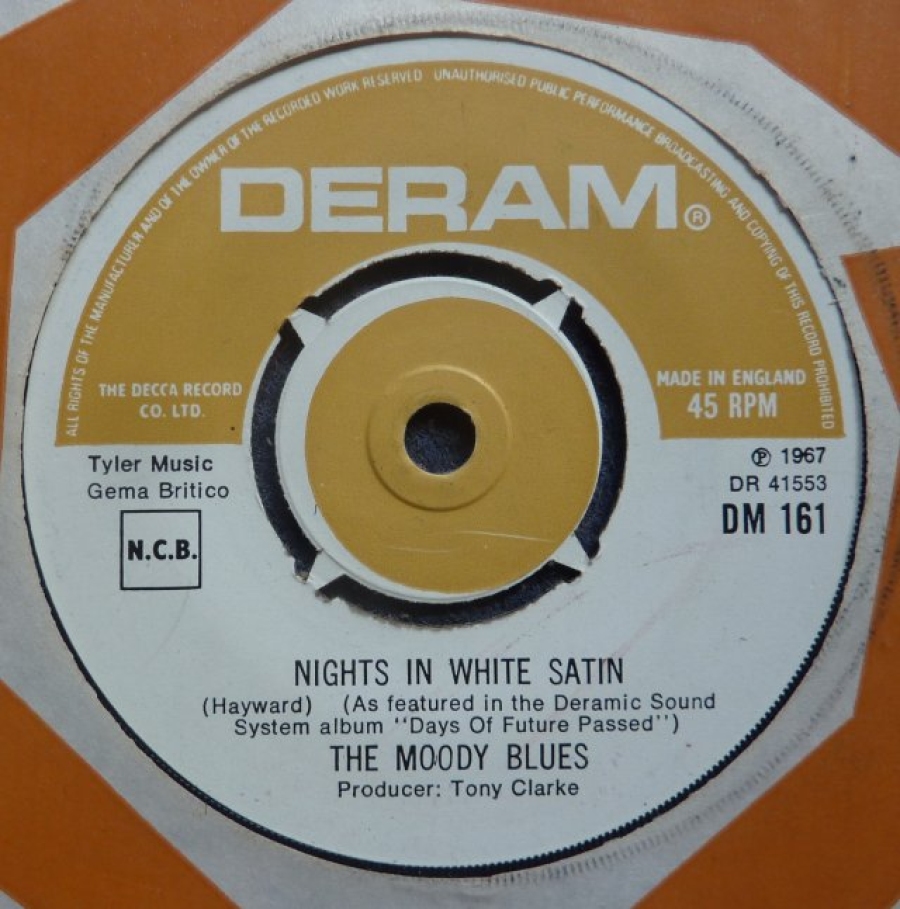 ALL RIGHTS OF THE MANUFACTURER AND OF THE OWNER OF THE RECORDED WORK RESERVED UNAUTHORISED PUBLIC PERFORMANCE BROADCASTING AND COPYING OF THIS RECORD PROHIBITED
DERAM®
THE DECCA RECORD
CO. LTD.
MADE IN ENGLAND
45 RPM
Tyler Music
Gema Britico
N.C.B.
℗ 1967
DR 41553
DM 161
NIGHTS IN WHITE SATIN
(Hayward) (As featured in the Deramic Sound
System album "Days Of Future Passed")
THE MOODY BLUES
Producer: Tony Clarke